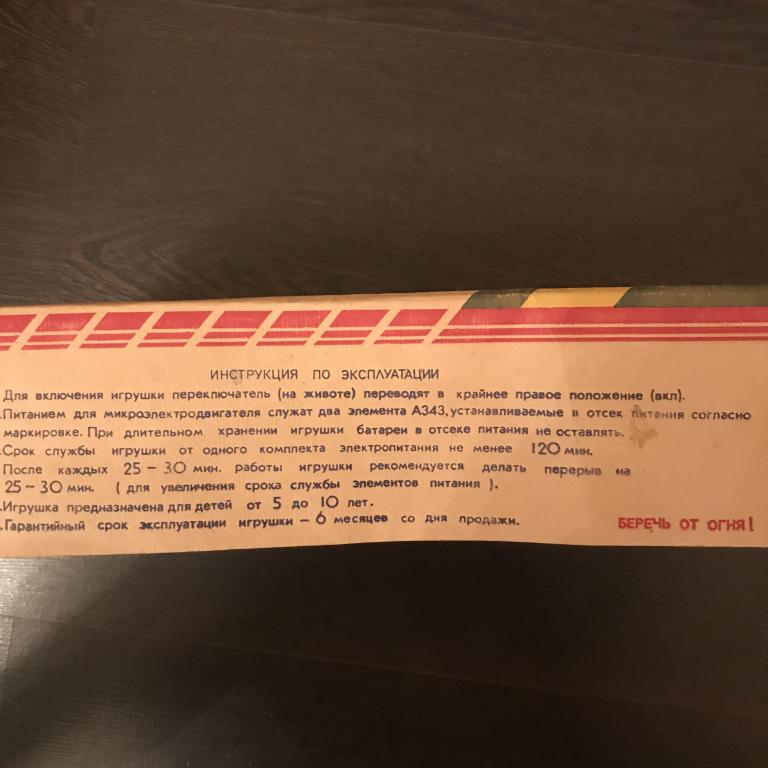 ИНСТРУКЦИЯ ПО ЭКСПЛУАТАЦИИ
Для включения игрушки переключатель (на животе) переводят в крайнее правое положение (вкл).
.Питанием для микроэлектродвигателя служат два элемента А343, устанавливаемые в отсек питания согласно
маркировке. При длительном хранении игрушки батареи в отсеке питания не оставлять.
.Срок службы игрушки от одного комплекта электропитания не менее 120 мин.
.После каждых 25 – 30 мин. работы игрушки рекомендуется делать перерыв на
25 – 30 мин. ( для увеличения срока службы элементов питания ).
.Игрушка предназначена для детей от 5 до 10 лет.
.Гарантийный срок эксплуатации игрушки – 6 месяцев со дня продажи.
БЕРЕЧЬ ОТ ОГНЯ!